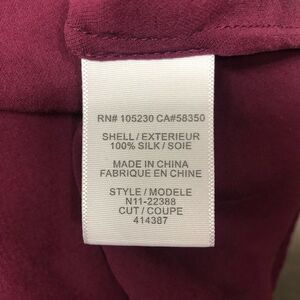 RN# 105230 CA#58350
SHELL / EXTERIEUR
100% SILK / SOIE
MADE IN CHINA
FABRIQUE EN CHINE
STYLE / MODELE
N11-22388
CUT / COUPE
414387